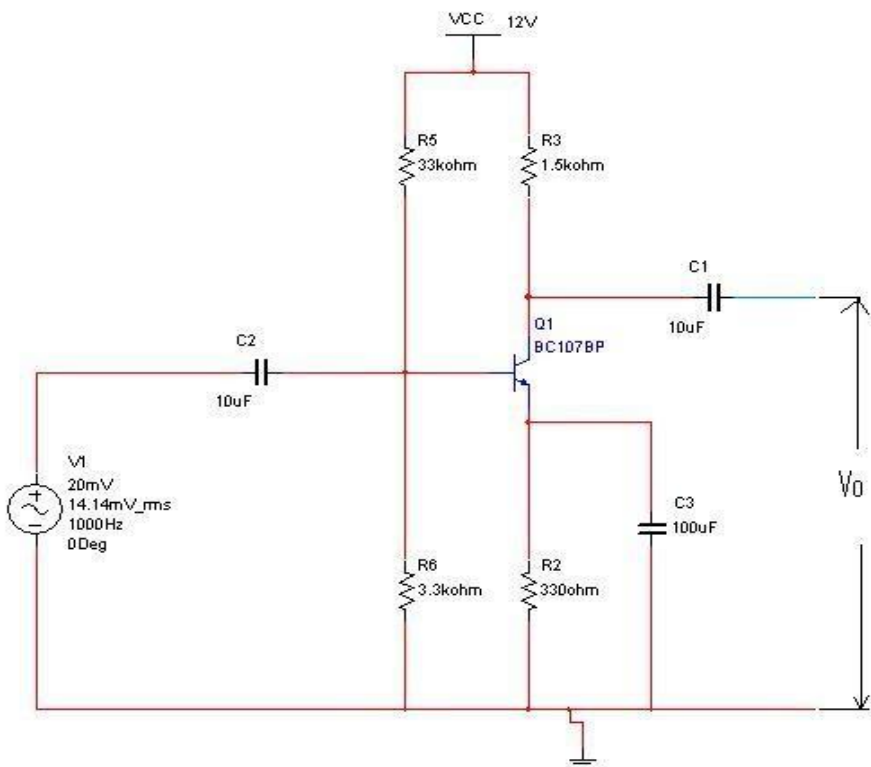 VCC 12V
R5
33kohm
R3
1.5kohm
C1
10uF
Q1
BC107BP
C2
10uF
V1
20mV
14.14mV_rms
1000Hz
0Deg
C3
100uF
R6
3.3kohm
R2
330ohm
V0